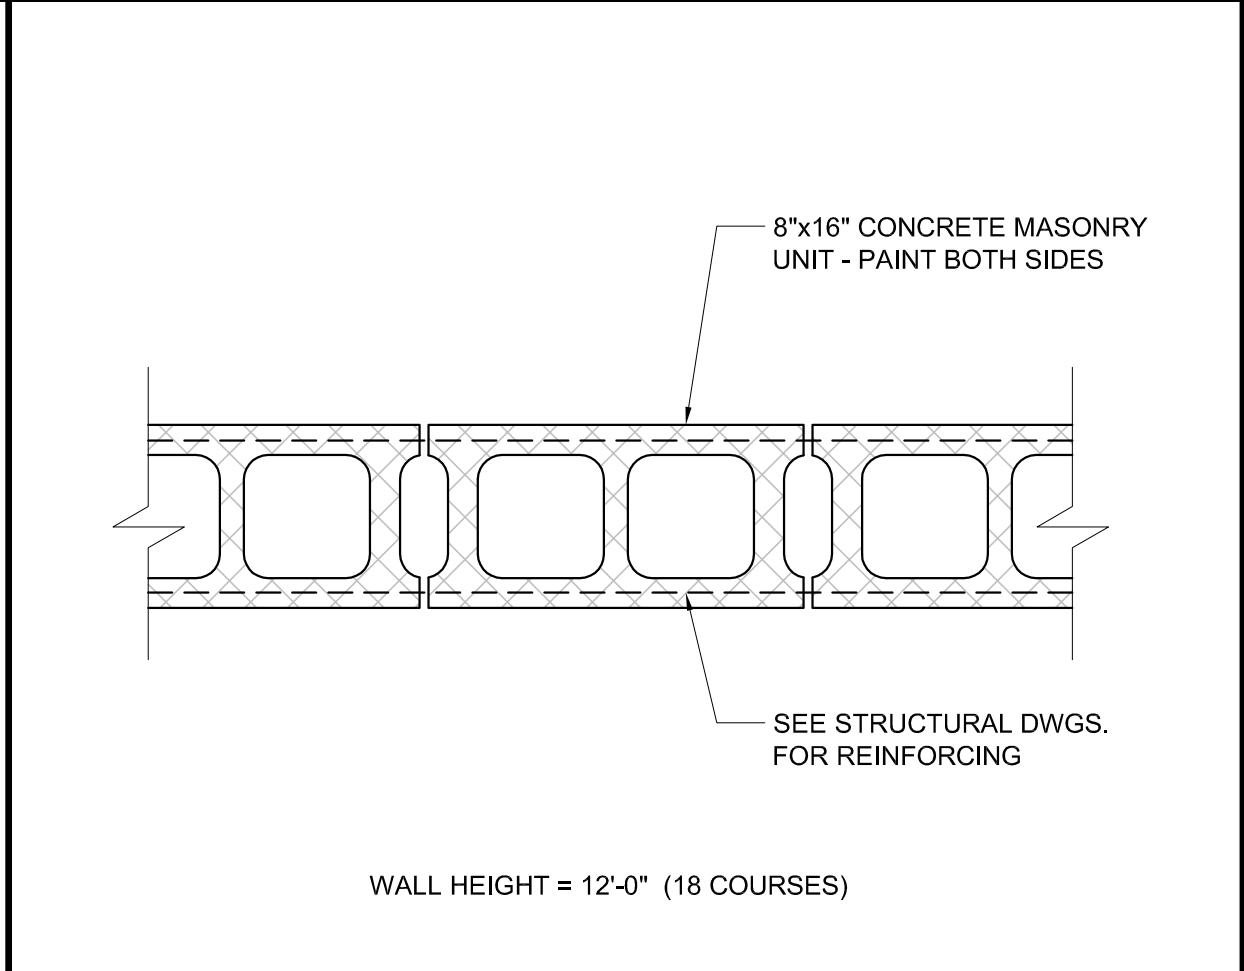 8"x16" CONCRETE MASONRY
UNIT - PAINT BOTH SIDES
SEE STRUCTURAL DWGS.
FOR REINFORCING
WALL HEIGHT = 12'-0" (18 COURSES)